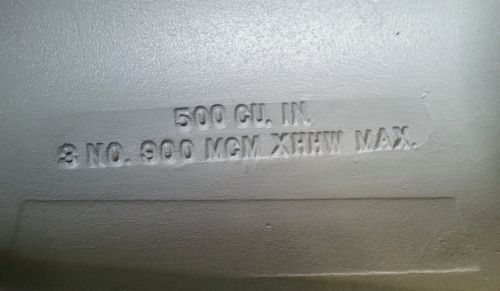 500 CU. IN.
3 NO. 900 MCM XHHW MAX.